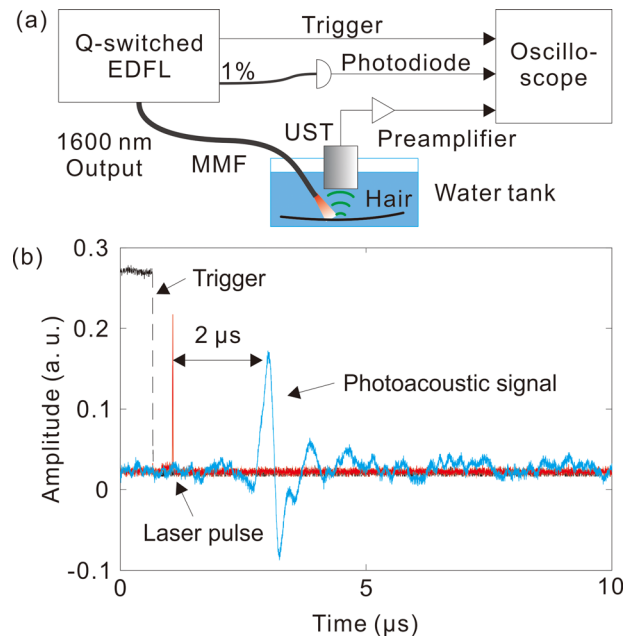 (a)
Q-switched
EDFL
Trigger
1%
Photodiode
Oscillo-
scope
1600 nm
Output
MMF
UST
Preamplifier
Hair
Water tank
(b)
0.3
0.2
0.1
0
-0.1
Amplitude (a. u.)
Trigger
2 μs
Photoacoustic signal
Laser pulse
0
5
10
Time (μs)